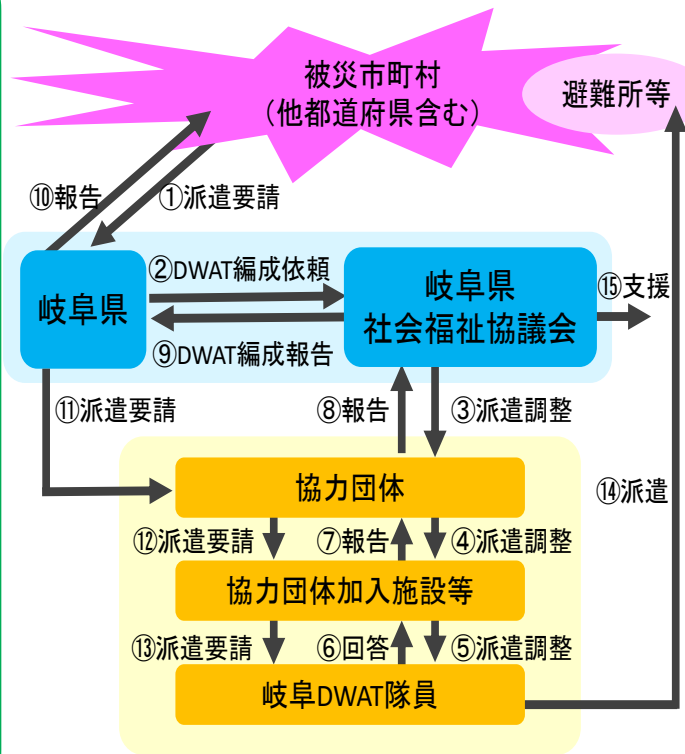 被災市町村
（他都道府県含む）
避難所等
⑩報告
①派遣要請
②DWAT編成依頼
岐阜県
岐阜県
社会福祉協議会
⑮支援
⑨DWAT編成報告
⑪派遣要請
⑧報告
③派遣調整
協力団体
⑭派遣
⑫派遣要請
⑦報告
④派遣調整
協力団体加入施設等
⑬派遣要請
⑥回答
⑤派遣調整
岐阜DWAT隊員